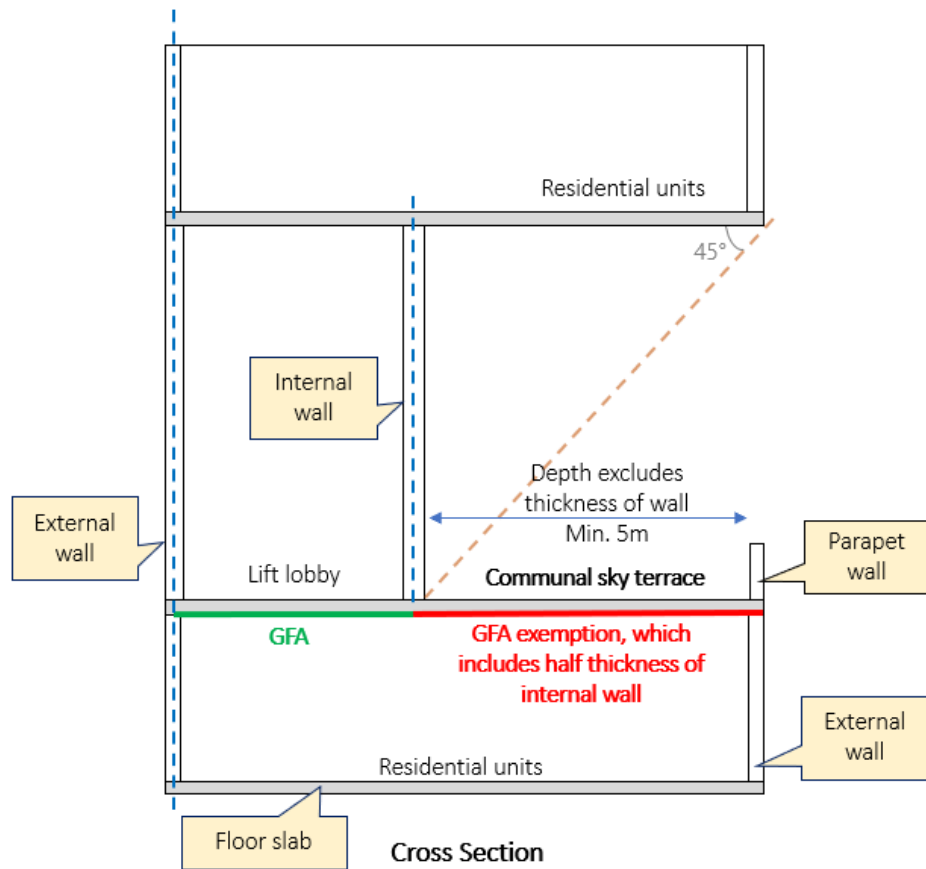 Residential units
45°
Internal
wall
Depth excludes
thickness of wall
Min. 5m
External
wall
Parapet
wall
Lift lobby
Communal sky terrace
GFA
GFA exemption, which
includes half thickness of
internal wall
External
wall
Residential units
Floor slab
Cross Section